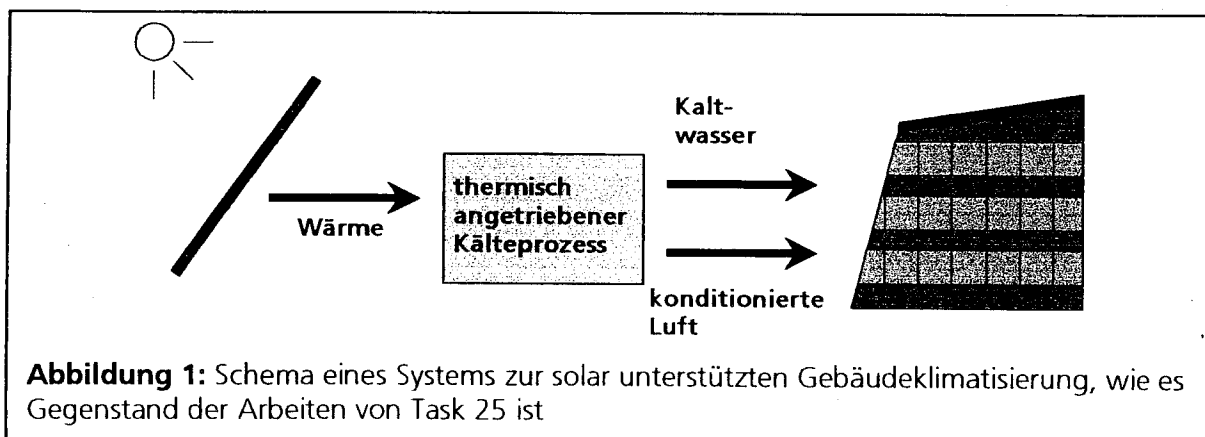 Kalt-
wasser
Wärme
thermisch
angetriebener
Kälteprozess
konditionierte
Luft
Abbildung 1: Schema eines Systems zur solar unterstützten Gebäudeklimatisierung, wie es
Gegenstand der Arbeiten von Task 25 ist